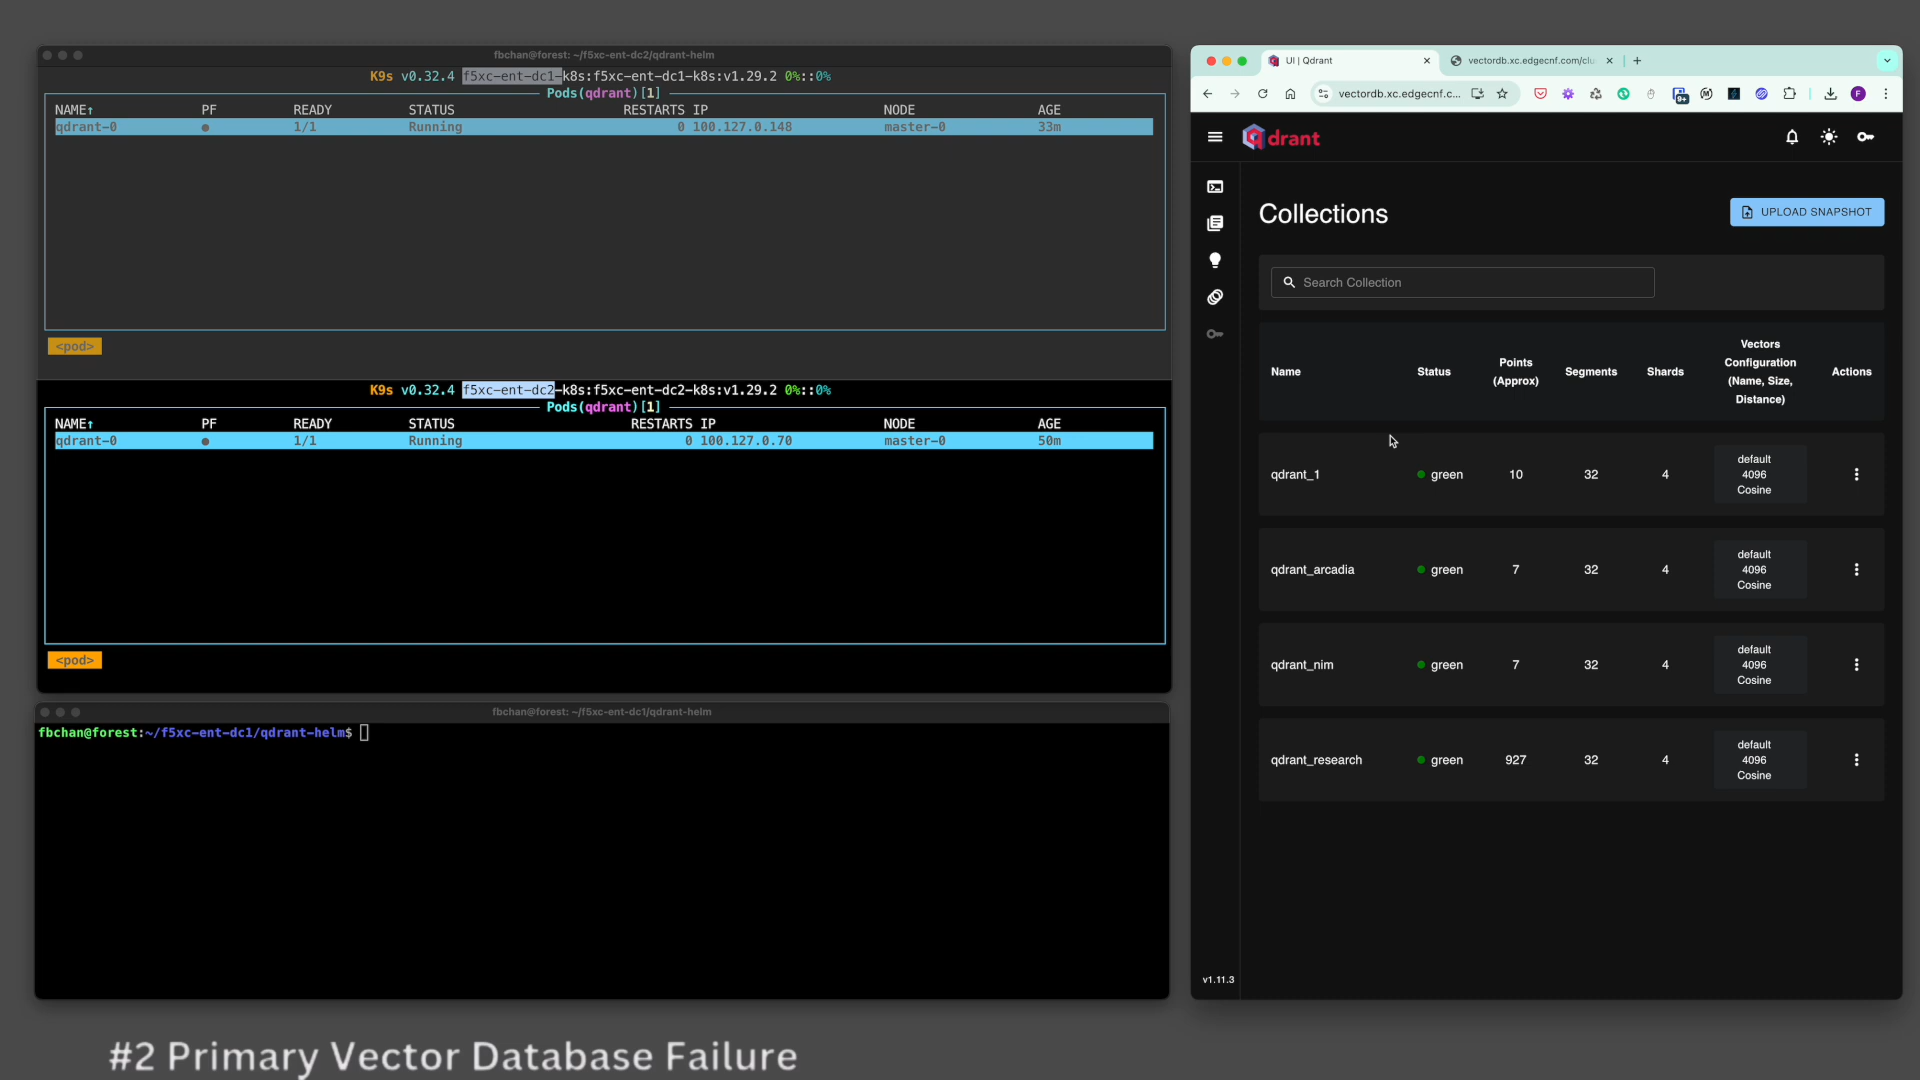 fbchan@forest: ~/f5xc-ent-dc2/qdrant-helm
K9s v0.32.4 f5xc-ent-dc1-k8s:f5xc-ent-dc1-k8s:v1.29.2 0%::0%
Pods(qdrant)[1]
NAME↑ PF READY STATUS RESTARTS IP NODE AGE
qdrant-0 ● 1/1 Running 0 100.127.0.148 master-0 33m
<pod>
K9s v0.32.4 f5xc-ent-dc2-k8s:f5xc-ent-dc2-k8s:v1.29.2 0%::0%
Pods(qdrant)[1]
NAME↑ PF READY STATUS RESTARTS IP NODE AGE
qdrant-0 ● 1/1 Running 0 100.127.0.70 master-0 50m
<pod>
fbchan@forest: ~/f5xc-ent-dc1/qdrant-helm
fbchan@forest:~/f5xc-ent-dc1/qdrant-helm$
UI | Qdrant
vectordb.xc.edgecnf.com/clu
vectordb.xc.edgecnf.c...
9+
F
qdrant
Collections
UPLOAD SNAPSHOT
Search Collection
Name Status Points (Approx) Segments Shards Vectors Configuration (Name, Size, Distance) Actions
qdrant_1 green 10 32 4 default 4096 Cosine
qdrant_arcadia green 7 32 4 default 4096 Cosine
qdrant_nim green 7 32 4 default 4096 Cosine
qdrant_research green 927 32 4 default 4096 Cosine
v1.11.3
#2 Primary Vector Database Failure